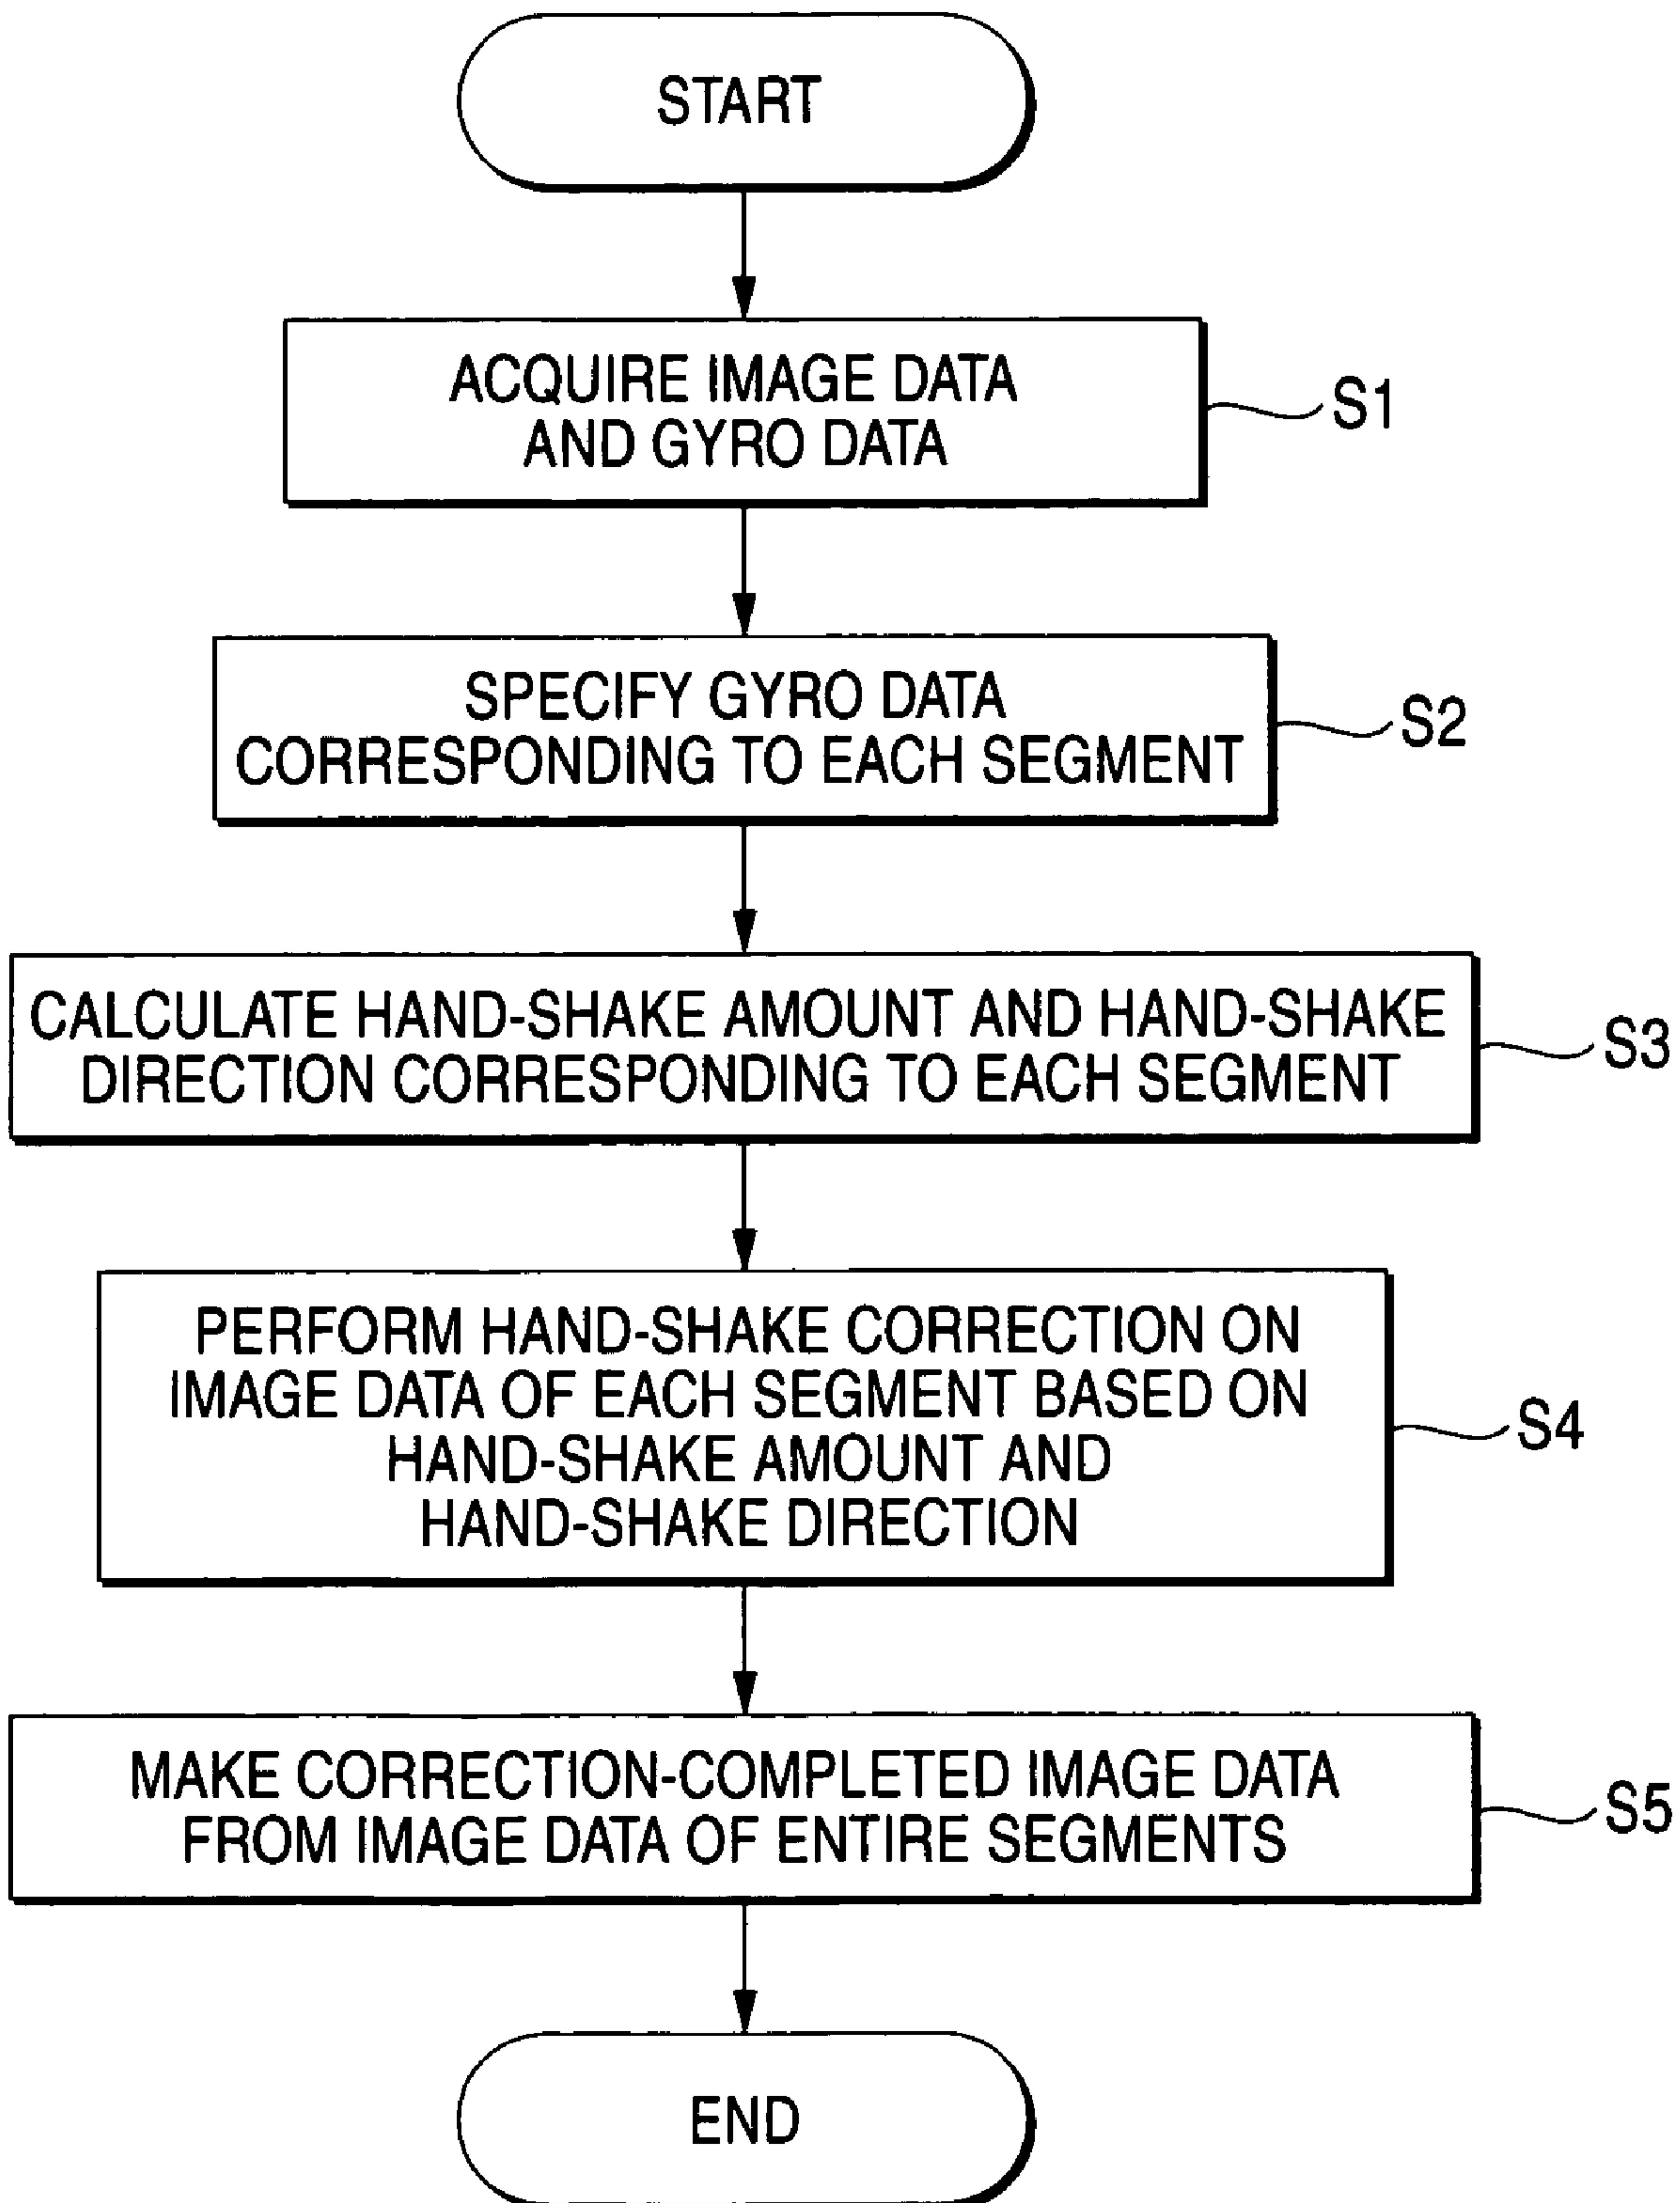 START
ACQUIRE IMAGE DATA
AND GYRO DATA
S1
SPECIFY GYRO DATA
CORRESPONDING TO EACH SEGMENT
S2
CALCULATE HAND-SHAKE AMOUNT AND HAND-SHAKE
DIRECTION CORRESPONDING TO EACH SEGMENT
S3
PERFORM HAND-SHAKE CORRECTION ON
IMAGE DATA OF EACH SEGMENT BASED ON
HAND-SHAKE AMOUNT AND
HAND-SHAKE DIRECTION
S4
MAKE CORRECTION-COMPLETED IMAGE DATA
FROM IMAGE DATA OF ENTIRE SEGMENTS
S5
END